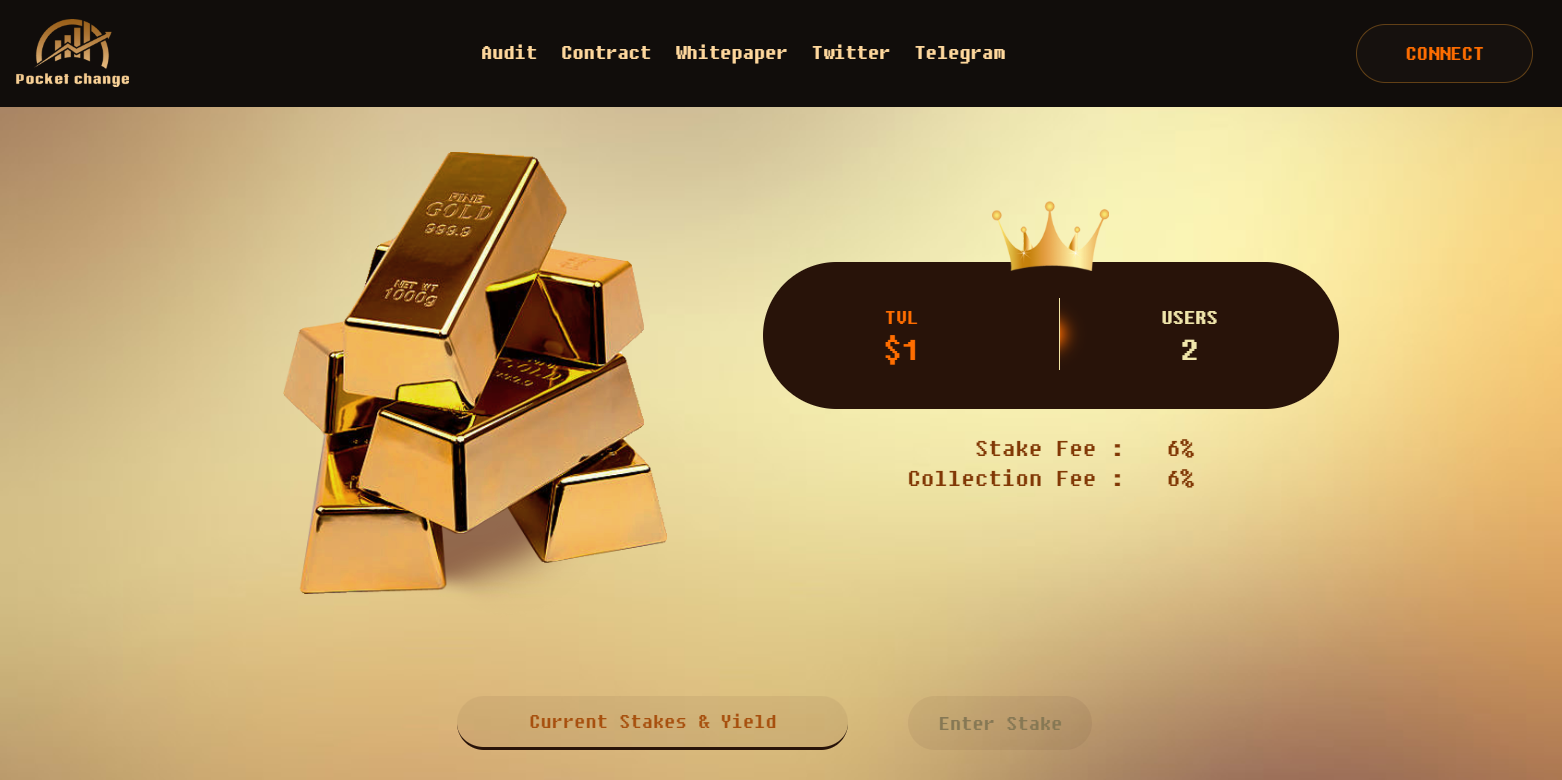 Pocket change
Audit Contract Whitepaper Twitter Telegram
CONNECT
FINE
GOLD
999.9
NET WT
1000g
TVL
$1
USERS
2
Stake Fee : 6%
Collection Fee : 6%
Current Stakes & Yield
Enter Stake